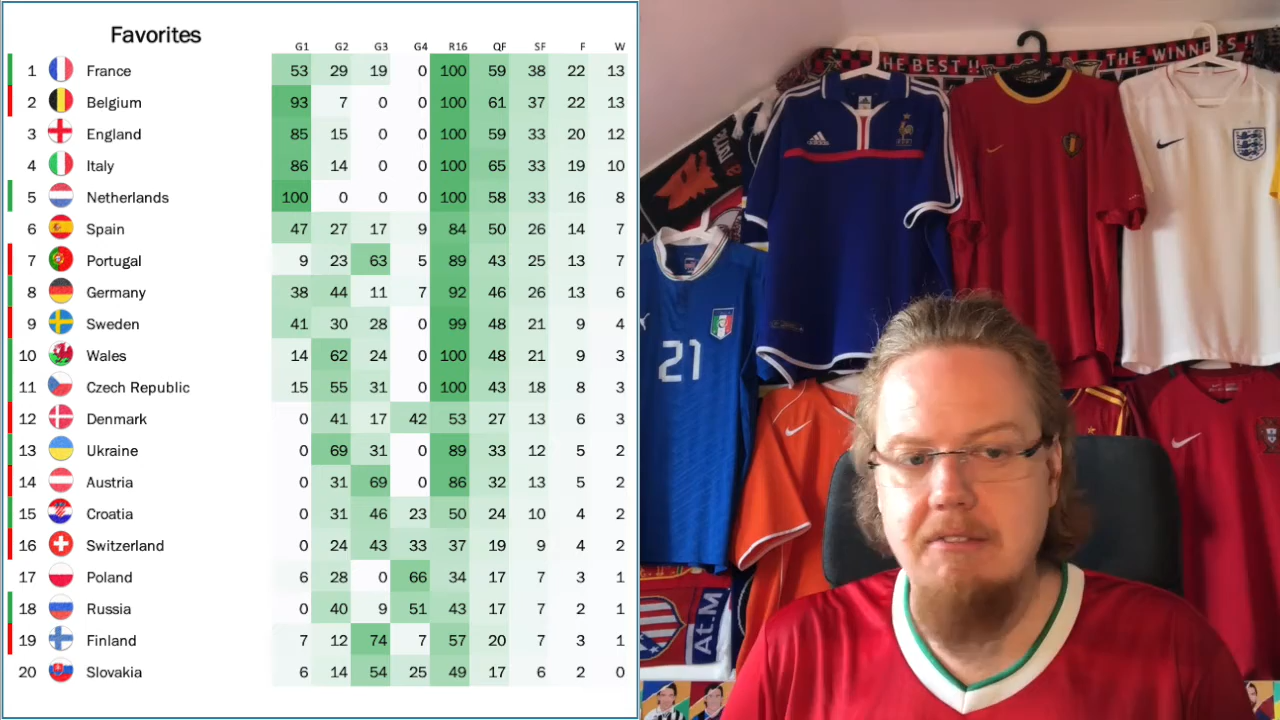 Favorites
G1 G2 G3 G4 R16 QF SF F W
1 France 53 29 19 0 100 59 38 22 13
2 Belgium 93 7 0 0 100 61 37 22 13
3 England 85 15 0 0 100 59 33 20 12
4 Italy 86 14 0 0 100 65 33 19 10
5 Netherlands 100 0 0 0 100 58 33 16 8
6 Spain 47 27 17 9 84 50 26 14 7
7 Portugal 9 23 63 5 89 43 25 13 7
8 Germany 38 44 11 7 92 46 26 13 6
9 Sweden 41 30 28 0 99 48 21 9 4
10 Wales 14 62 24 0 100 48 21 9 3
11 Czech Republic 15 55 31 0 100 43 18 8 3
12 Denmark 0 41 17 42 53 27 13 6 3
13 Ukraine 0 69 31 0 89 33 12 5 2
14 Austria 0 31 69 0 86 32 13 5 2
15 Croatia 0 31 46 23 50 24 10 4 2
16 Switzerland 0 24 43 33 37 19 9 4 2
17 Poland 6 28 0 66 34 17 7 3 1
18 Russia 0 40 9 51 43 17 7 2 1
19 Finland 7 12 74 7 57 20 7 3 1
20 Slovakia 6 14 54 25 49 17 6 2 0
THE BEST !!
THE WINNERS !!
21
At.M